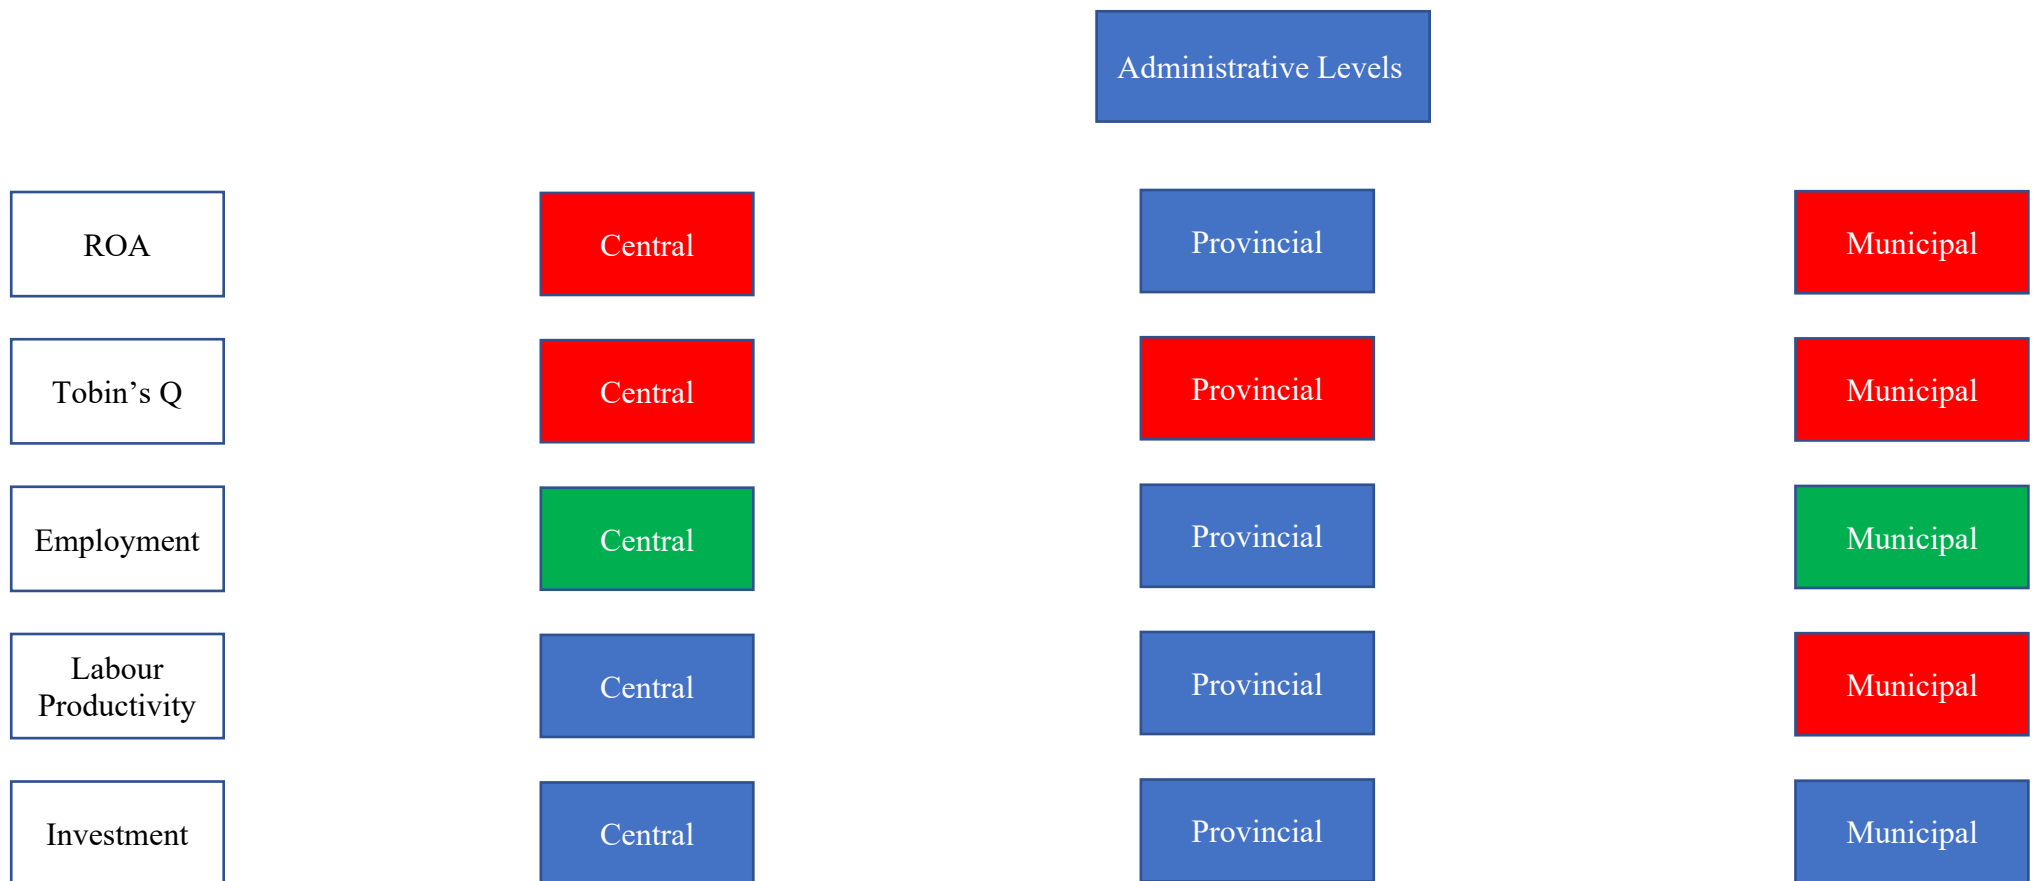 Administrative Levels
ROA
Central
Provincial
Municipal
Tobin’s Q
Central
Provincial
Municipal
Employment
Central
Provincial
Municipal
Labour
Productivity
Central
Provincial
Municipal
Investment
Central
Provincial
Municipal